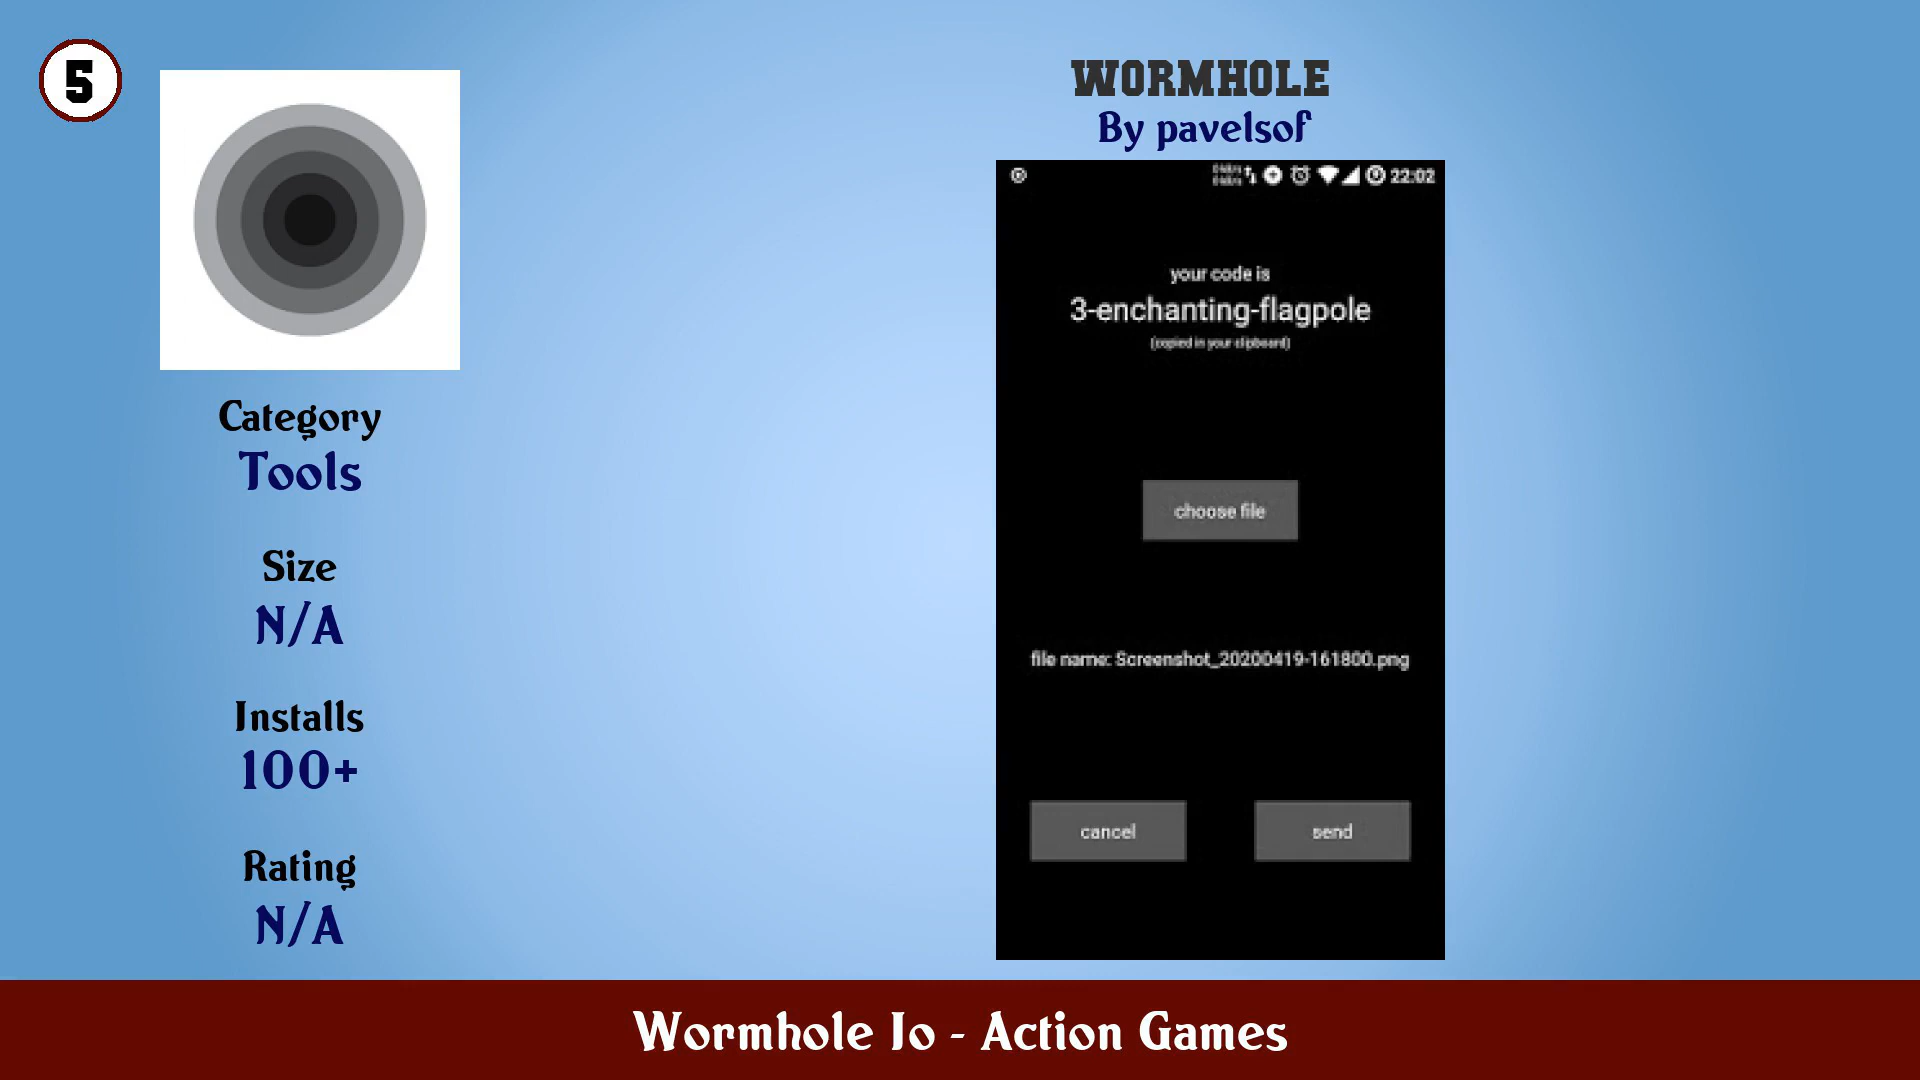 5
WORMHOLE
By pavelsof
Category
Tools
Size
N/A
Installs
100+
Rating
N/A
22:02
your code is
3-enchanting-flagpole
(copied in your clipboard)
choose file
file name: Screenshot_20200419-161800.png
cancel
send
Wormhole Io - Action Games